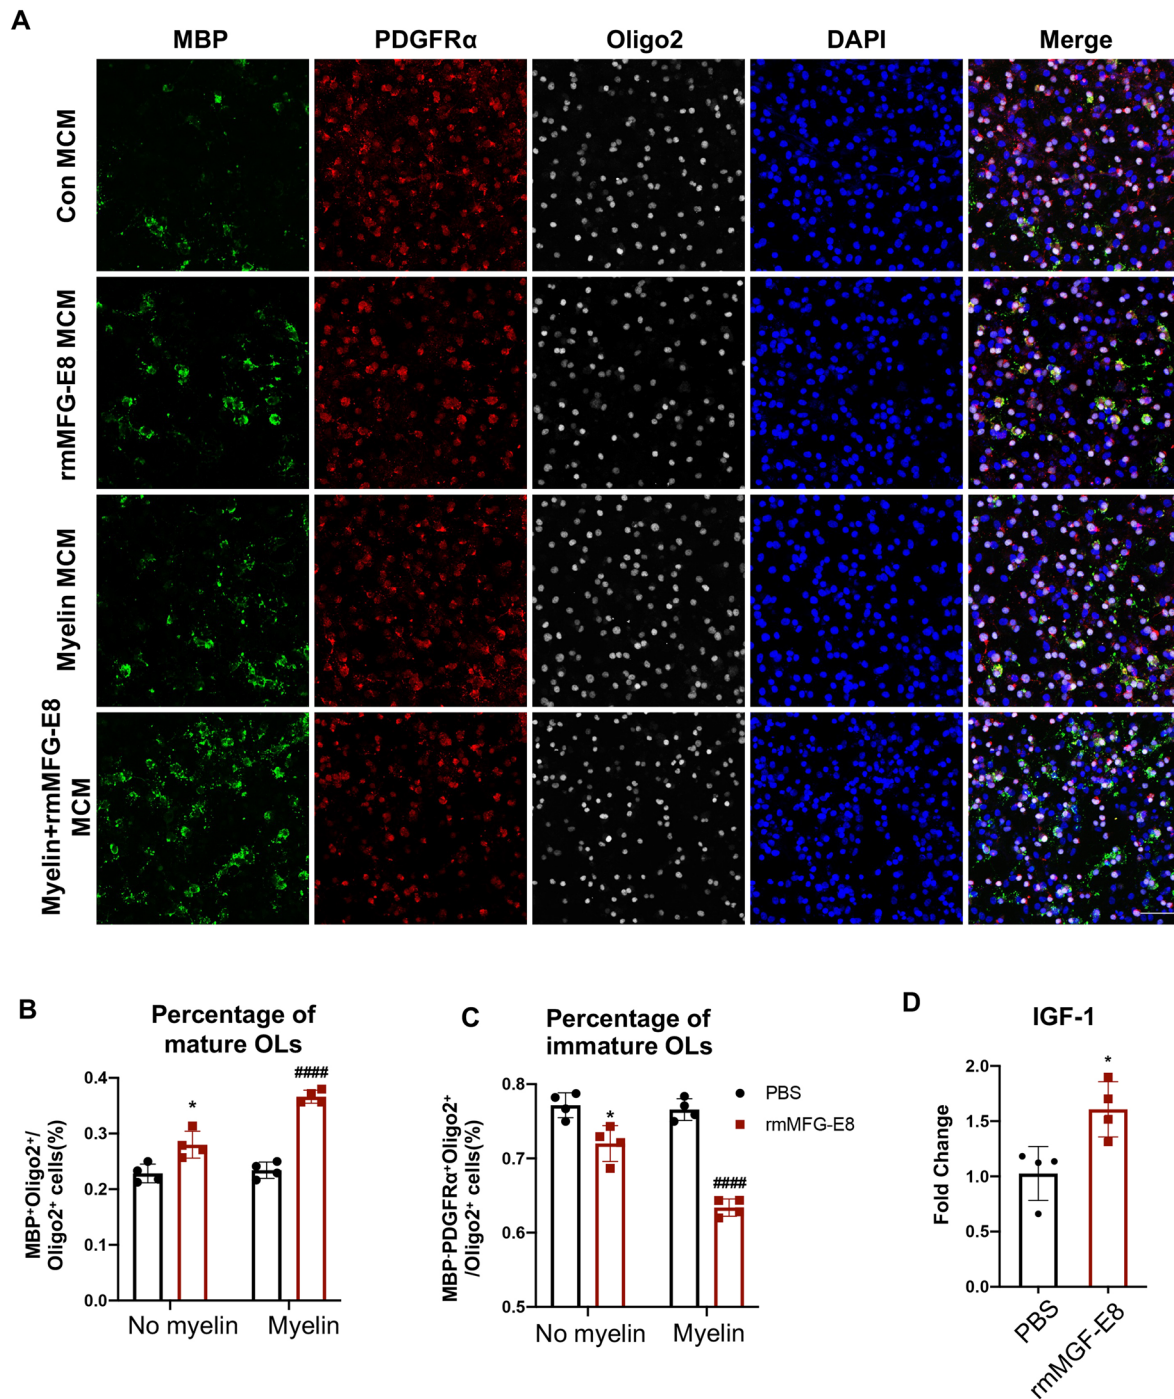 A
MBP
PDGFRα
Oligo2
DAPI
Merge
Con MCM
rmMFG-E8 MCM
Myelin MCM
Myelin+rmMFG-E8
MCM
B
Percentage of
mature OLs
MBP⁺Oligo2⁺/
Oligo2⁺ cells(%)
0.4
0.3
0.2
0.1
0.0
*
####
No myelin
Myelin
C
Percentage of
immature OLs
MBP⁻PDGFRα⁺Oligo2⁺
/Oligo2⁺ cells(%)
0.8
0.7
0.6
0.5
*
####
No myelin
Myelin
PBS
rmMFG-E8
D
IGF-1
Fold Change
2.0
1.5
1.0
0.5
0.0
*
PBS
rmMGF-E8